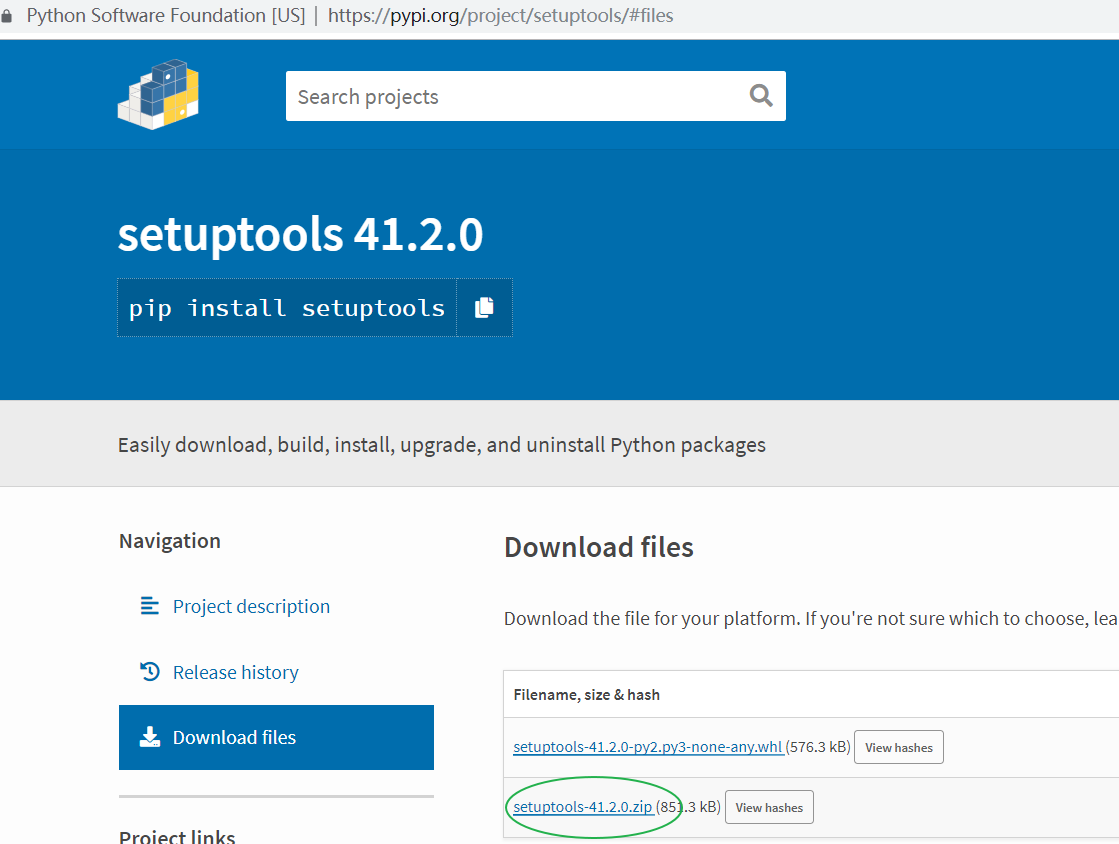 Python Software Foundation [US] | https://pypi.org/project/setuptools/#files
Search projects
setuptools 41.2.0
pip install setuptools
Easily download, build, install, upgrade, and uninstall Python packages
Navigation
Project description
Release history
Download files
Project links
Download files
Download the file for your platform. If you're not sure which to choose, lea
Filename, size & hash
setuptools-41.2.0-py2.py3-none-any.whl (576.3 kB) View hashes
setuptools-41.2.0.zip (851.3 kB) View hashes